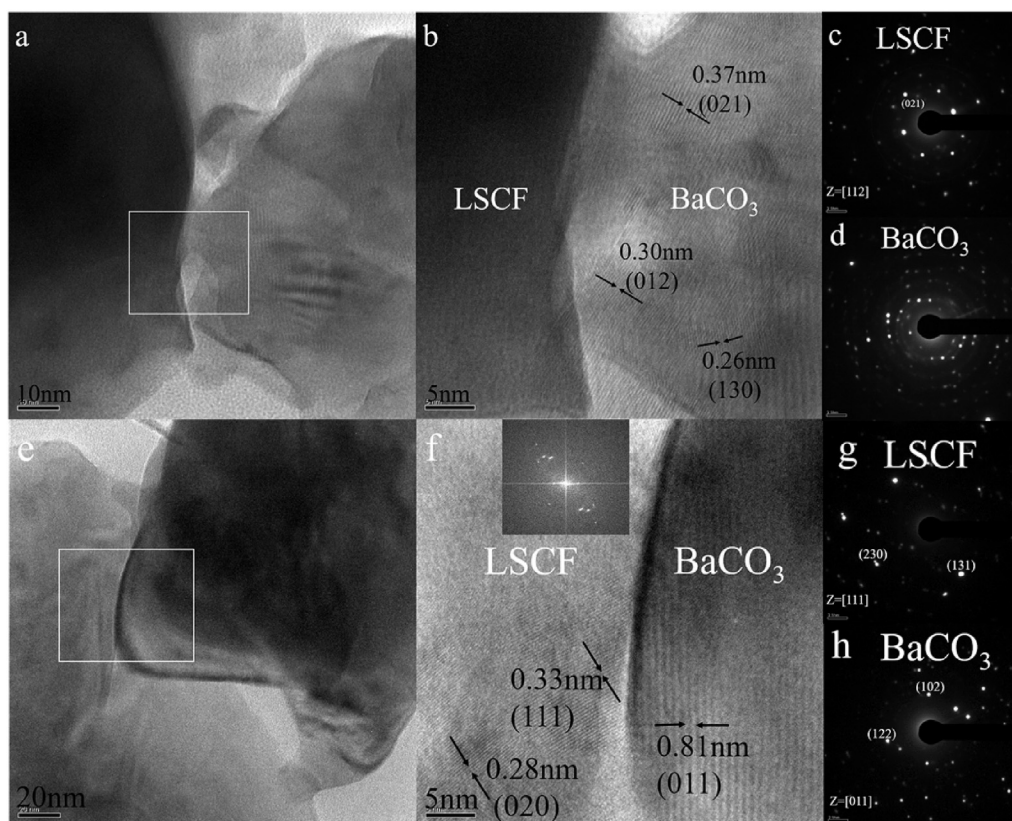 a
10nm
b
0.37nm
(021)
LSCF
BaCO₃
0.30nm
(012)
0.26nm
(130)
5nm
c
LSCF
(021)
Z=[112]
d
BaCO₃
e
20nm
f
LSCF
BaCO₃
0.33nm
(111)
0.81nm
(011)
0.28nm
(020)
5nm
g
LSCF
(230)
(131)
Z=[111]
h
BaCO₃
(102)
(122)
Z=[011]